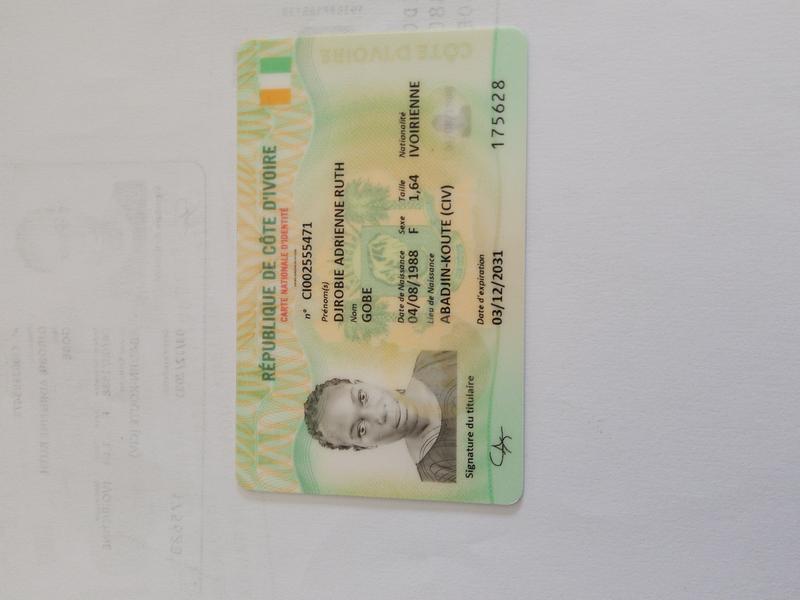 RÉPUBLIQUE DE CÔTE D'IVOIRE
CARTE NATIONALE D'IDENTITÉ
n° CI002555471
Prénom(s)
DJROBIE ADRIENNE RUTH
Nom
GOBE
Date de Naissance Sexe Taille Nationalité
04/08/1988 F 1,64 IVOIRIENNE
Lieu de Naissance
ABADJIN-KOUTE (CIV)
Date d'expiration
03/12/2031
Signature du titulaire
175628
CÔTE D'IVOIRE